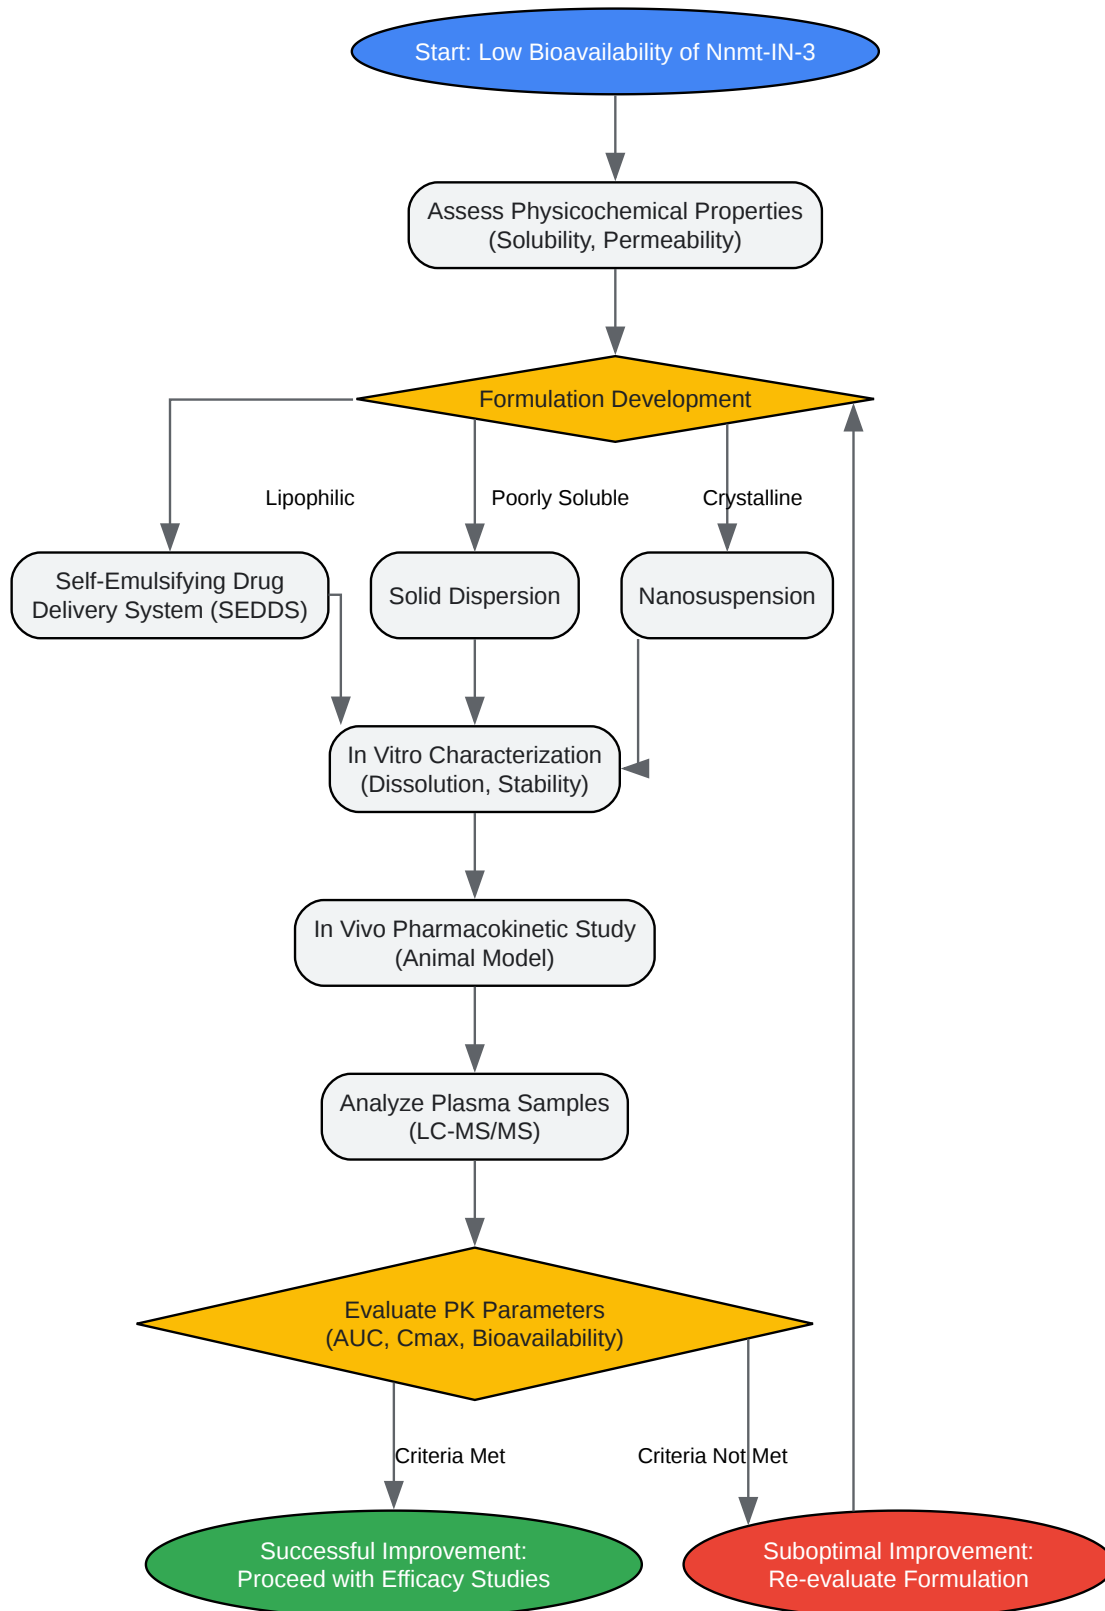 Start: Low Bioavailability of Nnmt-IN-3
Assess Physicochemical Properties
(Solubility, Permeability)
Formulation Development
Lipophilic
Poorly Soluble
Crystalline
Self-Emulsifying Drug
Delivery System (SEDDS)
Solid Dispersion
Nanosuspension
In Vitro Characterization
(Dissolution, Stability)
In Vivo Pharmacokinetic Study
(Animal Model)
Analyze Plasma Samples
(LC-MS/MS)
Evaluate PK Parameters
(AUC, Cmax, Bioavailability)
Criteria Met
Criteria Not Met
Successful Improvement:
Proceed with Efficacy Studies
Suboptimal Improvement:
Re-evaluate Formulation